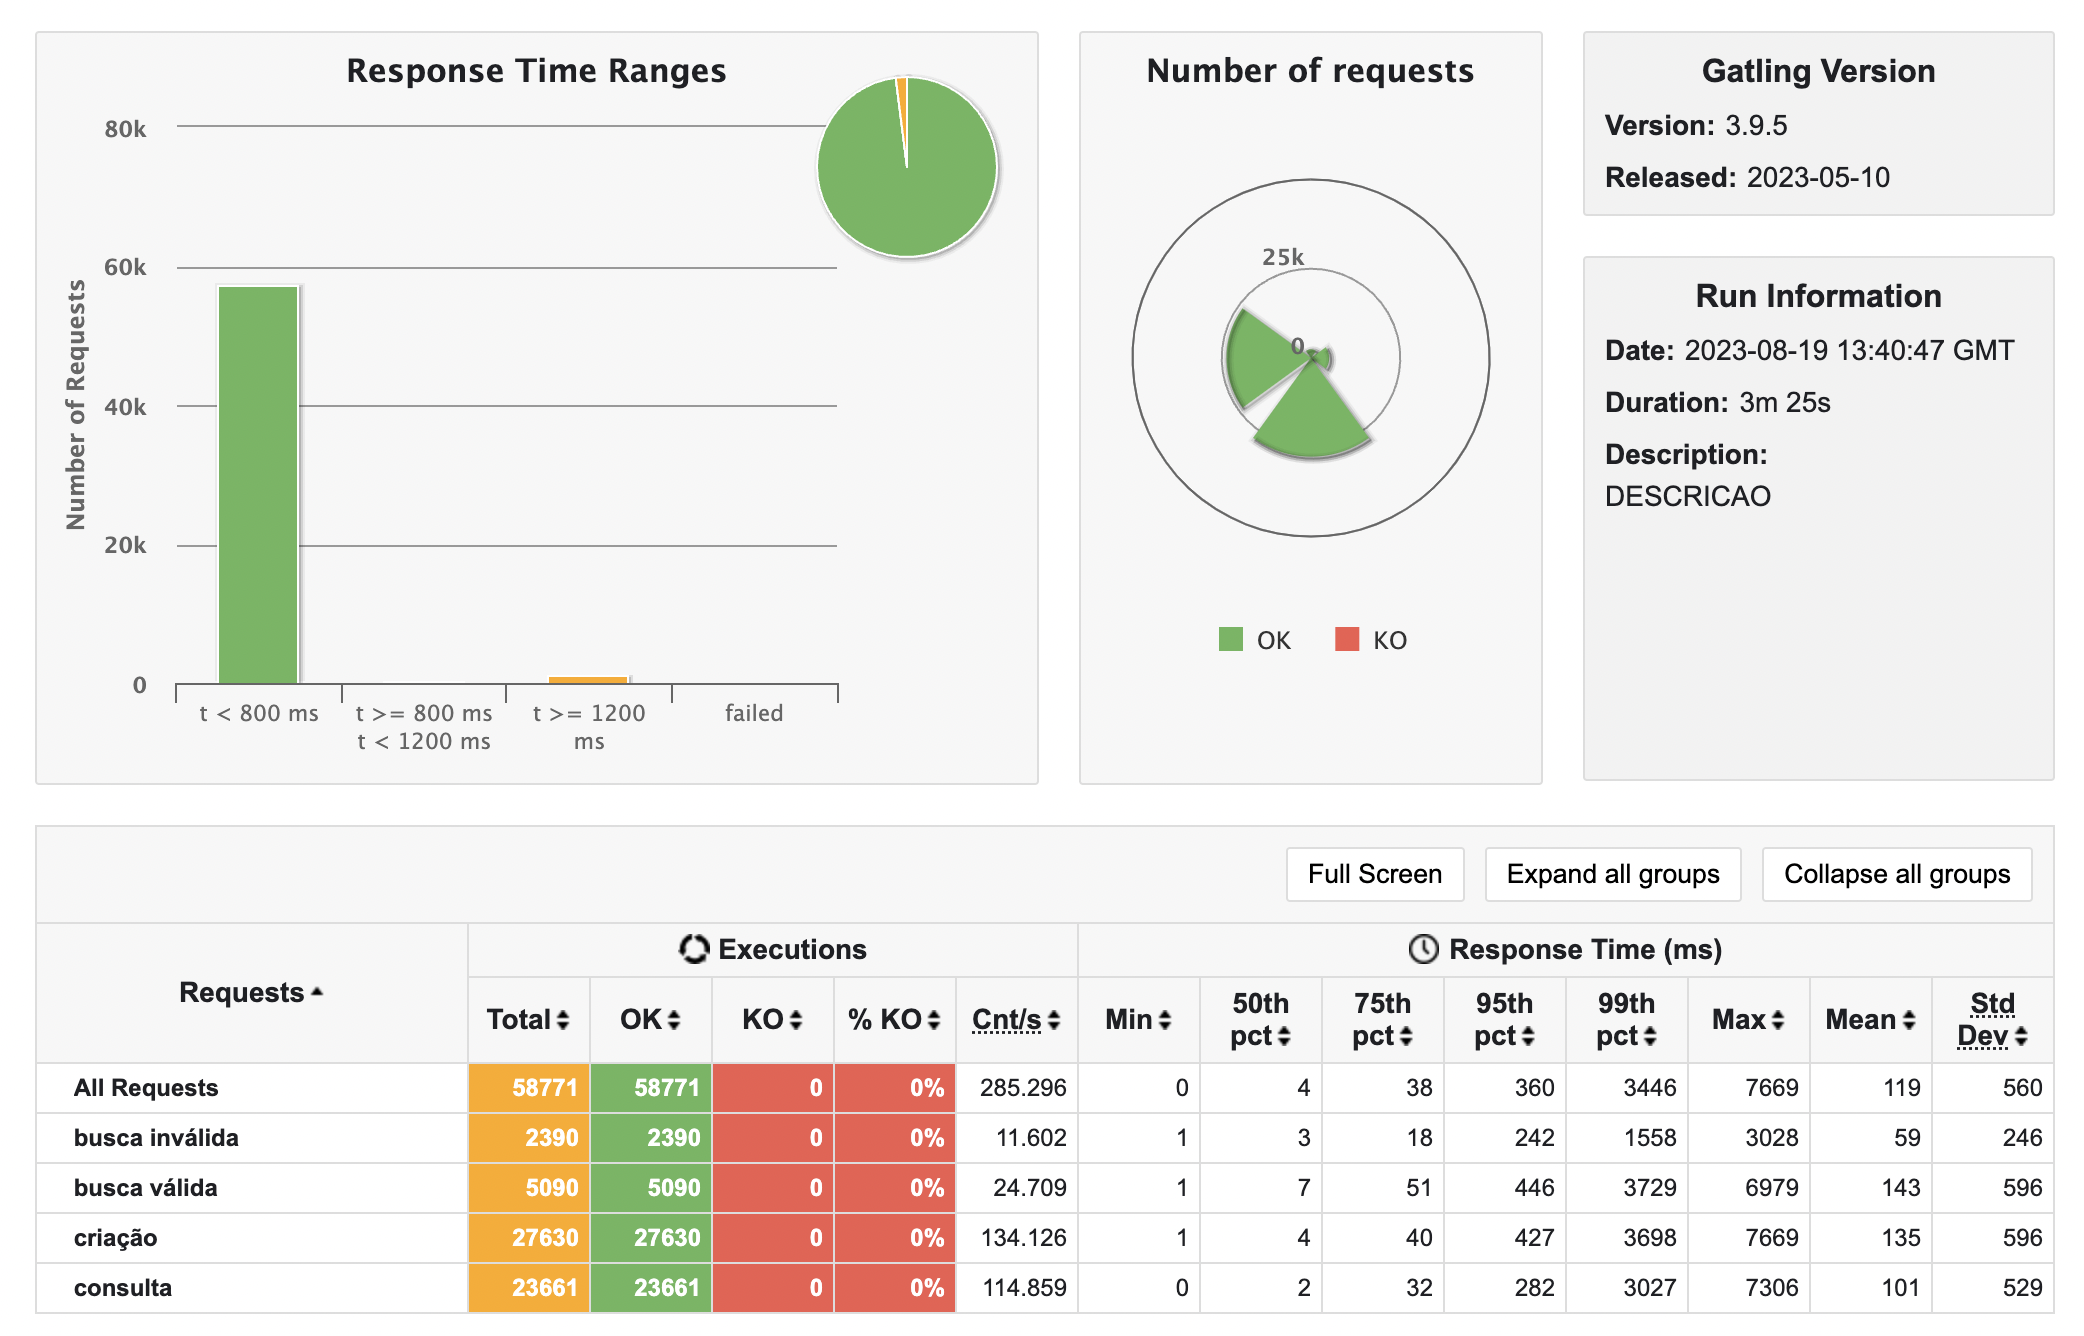 Response Time Ranges
80k
60k
40k
20k
0
Number of Requests
t < 800 ms
t >= 800 ms
t < 1200 ms
t >= 1200
ms
failed
Number of requests
25k
0
OK KO
Gatling Version
Version: 3.9.5
Released: 2023-05-10
Run Information
Date: 2023-08-19 13:40:47 GMT
Duration: 3m 25s
Description:
DESCRICAO
Full Screen Expand all groups Collapse all groups
Requests Executions Response Time (ms)
Total OK KO % KO Cnt/s Min 50th pct 75th pct 95th pct 99th pct Max Mean Std Dev
All Requests 58771 58771 0 0% 285.296 0 4 38 360 3446 7669 119 560
busca inválida 2390 2390 0 0% 11.602 1 3 18 242 1558 3028 59 246
busca válida 5090 5090 0 0% 24.709 1 7 51 446 3729 6979 143 596
criação 27630 27630 0 0% 134.126 1 4 40 427 3698 7669 135 596
consulta 23661 23661 0 0% 114.859 0 2 32 282 3027 7306 101 529